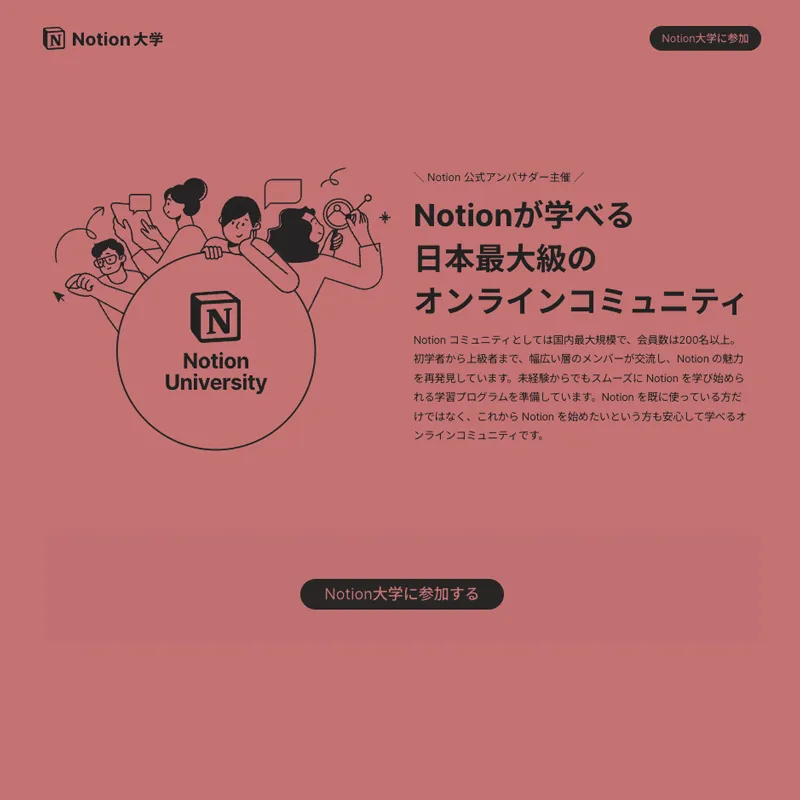 Notion 大学
Notion大学に参加
＼ Notion 公式アンバサダー主催 ／
Notionが学べる
日本最大級の
オンラインコミュニティ
Notion コミュニティとしては国内最大規模で、会員数は200名以上。
初学者から上級者まで、幅広い層のメンバーが交流し、Notion の魅力
を再発見しています。未経験からでもスムーズに Notion を学び始めら
れる学習プログラムを準備しています。Notion を既に使っている方だ
けではなく、これから Notion を始めたいという方も安心して学べるオ
ンラインコミュニティです。
N
Notion
University
Notion大学に参加する